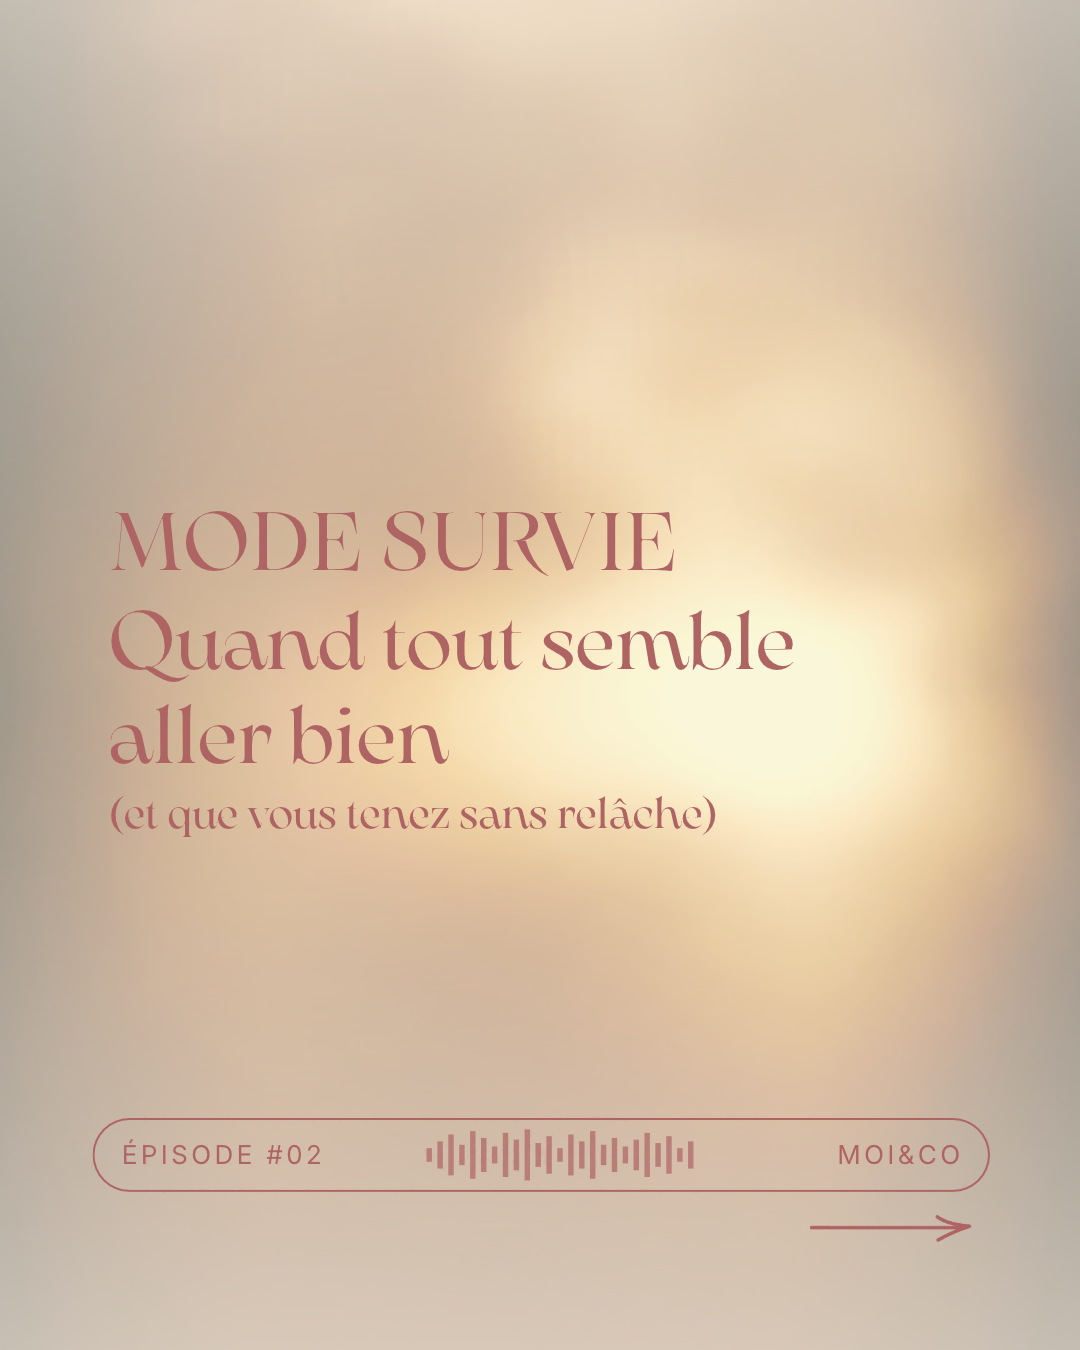 MODE SURVIE
Quand tout semble
aller bien
(et que vous tenez sans relâche)
ÉPISODE #02
MOI&CO